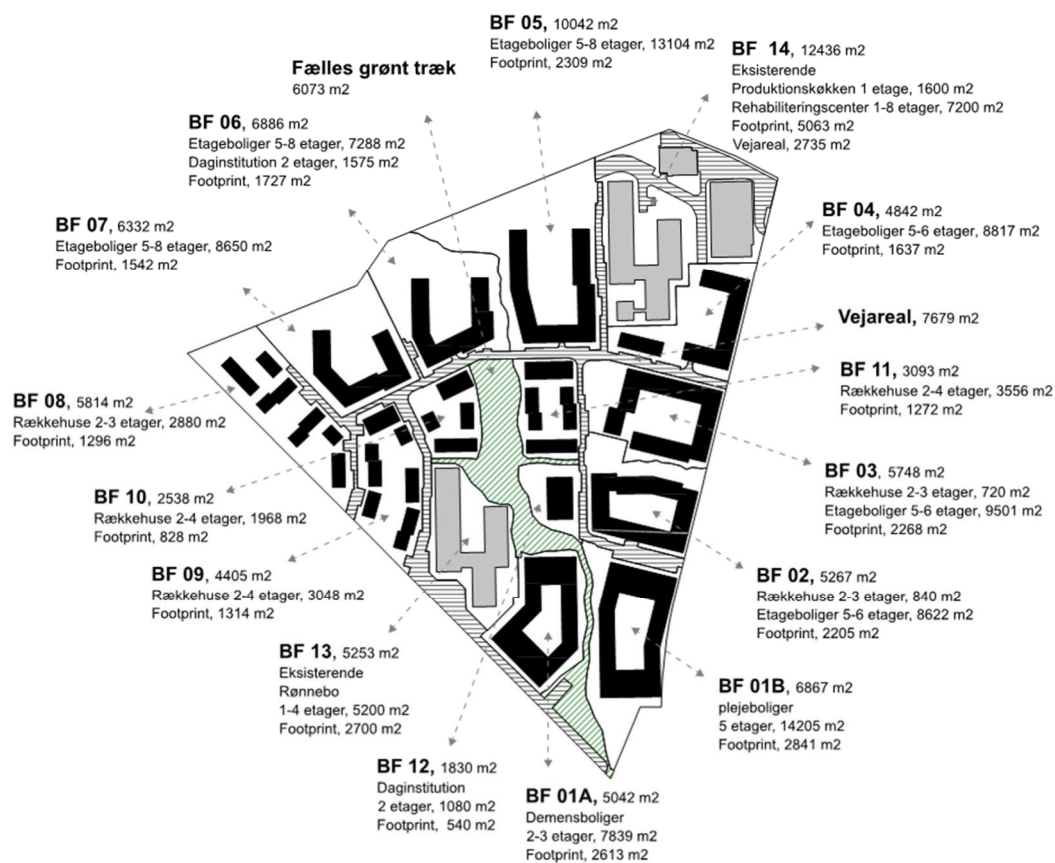 BF 05, 10042 m2
Etageboliger 5-8 etager, 13104 m2
Footprint, 2309 m2
BF 14, 12436 m2
Eksisterende
Produktionskøkken 1 etage, 1600 m2
Rehabiliteringscenter 1-8 etager, 7200 m2
Footprint, 5063 m2
Vejareal, 2735 m2
Fælles grønt træk
6073 m2
BF 06, 6886 m2
Etageboliger 5-8 etager, 7288 m2
Daginstitution 2 etager, 1575 m2
Footprint, 1727 m2
BF 07, 6332 m2
Etageboliger 5-8 etager, 8650 m2
Footprint, 1542 m2
BF 04, 4842 m2
Etageboliger 5-6 etager, 8817 m2
Footprint, 1637 m2
Vejareal, 7679 m2
BF 11, 3093 m2
Rækkehuse 2-4 etager, 3556 m2
Footprint, 1272 m2
BF 08, 5814 m2
Rækkehuse 2-3 etager, 2880 m2
Footprint, 1296 m2
BF 03, 5748 m2
Rækkehuse 2-3 etager, 720 m2
Etageboliger 5-6 etager, 9501 m2
Footprint, 2268 m2
BF 10, 2538 m2
Rækkehuse 2-4 etager, 1968 m2
Footprint, 828 m2
BF 09, 4405 m2
Rækkehuse 2-4 etager, 3048 m2
Footprint, 1314 m2
BF 02, 5267 m2
Rækkehuse 2-3 etager, 840 m2
Etageboliger 5-6 etager, 8622 m2
Footprint, 2205 m2
BF 13, 5253 m2
Eksisterende
Rønnebo
1-4 etager, 5200 m2
Footprint, 2700 m2
BF 01B, 6867 m2
plejeboliger
5 etager, 14205 m2
Footprint, 2841 m2
BF 12, 1830 m2
Daginstitution
2 etager, 1080 m2
Footprint, 540 m2
BF 01A, 5042 m2
Demensboliger
2-3 etager, 7839 m2
Footprint, 2613 m2